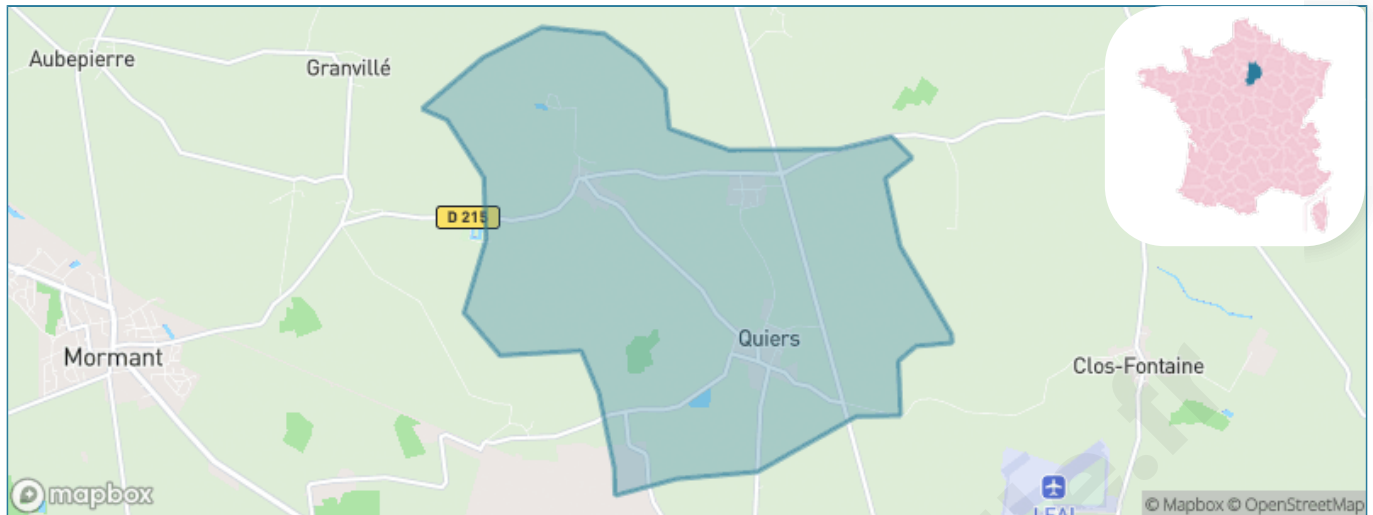 Aubepierre
Granvillé
D 215
Mormant
Quiers
Clos-Fontaine
mapbox
© Mapbox © OpenStreetMap